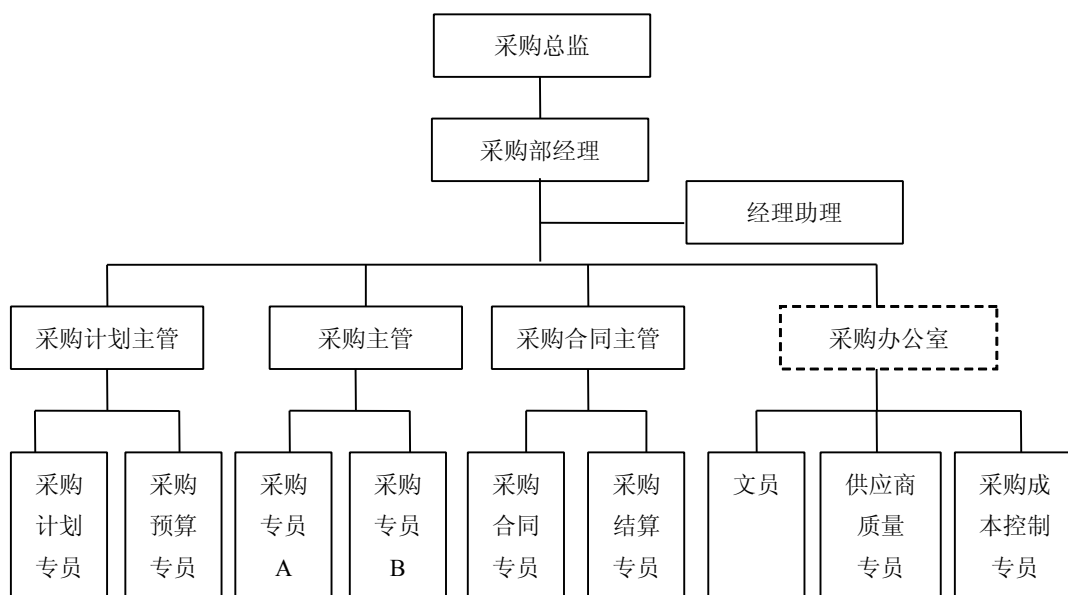 采购总监
采购部经理
经理助理
采购计划主管
采购主管
采购合同主管
采购办公室
采购
计划
专员
采购
预算
专员
采购
专员
A
采购
专员
B
采购
合同
专员
采购
结算
专员
文员
供应商
质量
专员
采购成
本控制
专员